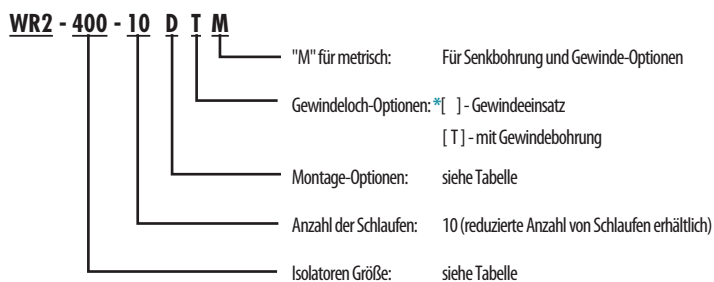 WR2 - 400 - 10 D T M
"M" für metrisch: Für Senkbohrung und Gewinde-Optionen
Gewindeloch-Optionen: *[ ] - Gewindeeinsatz
[ T ] - mit Gewindebohrung
Montage-Optionen: siehe Tabelle
Anzahl der Schlaufen: 10 (reduzierte Anzahl von Schlaufen erhältlich)
Isolatoren Größe: siehe Tabelle